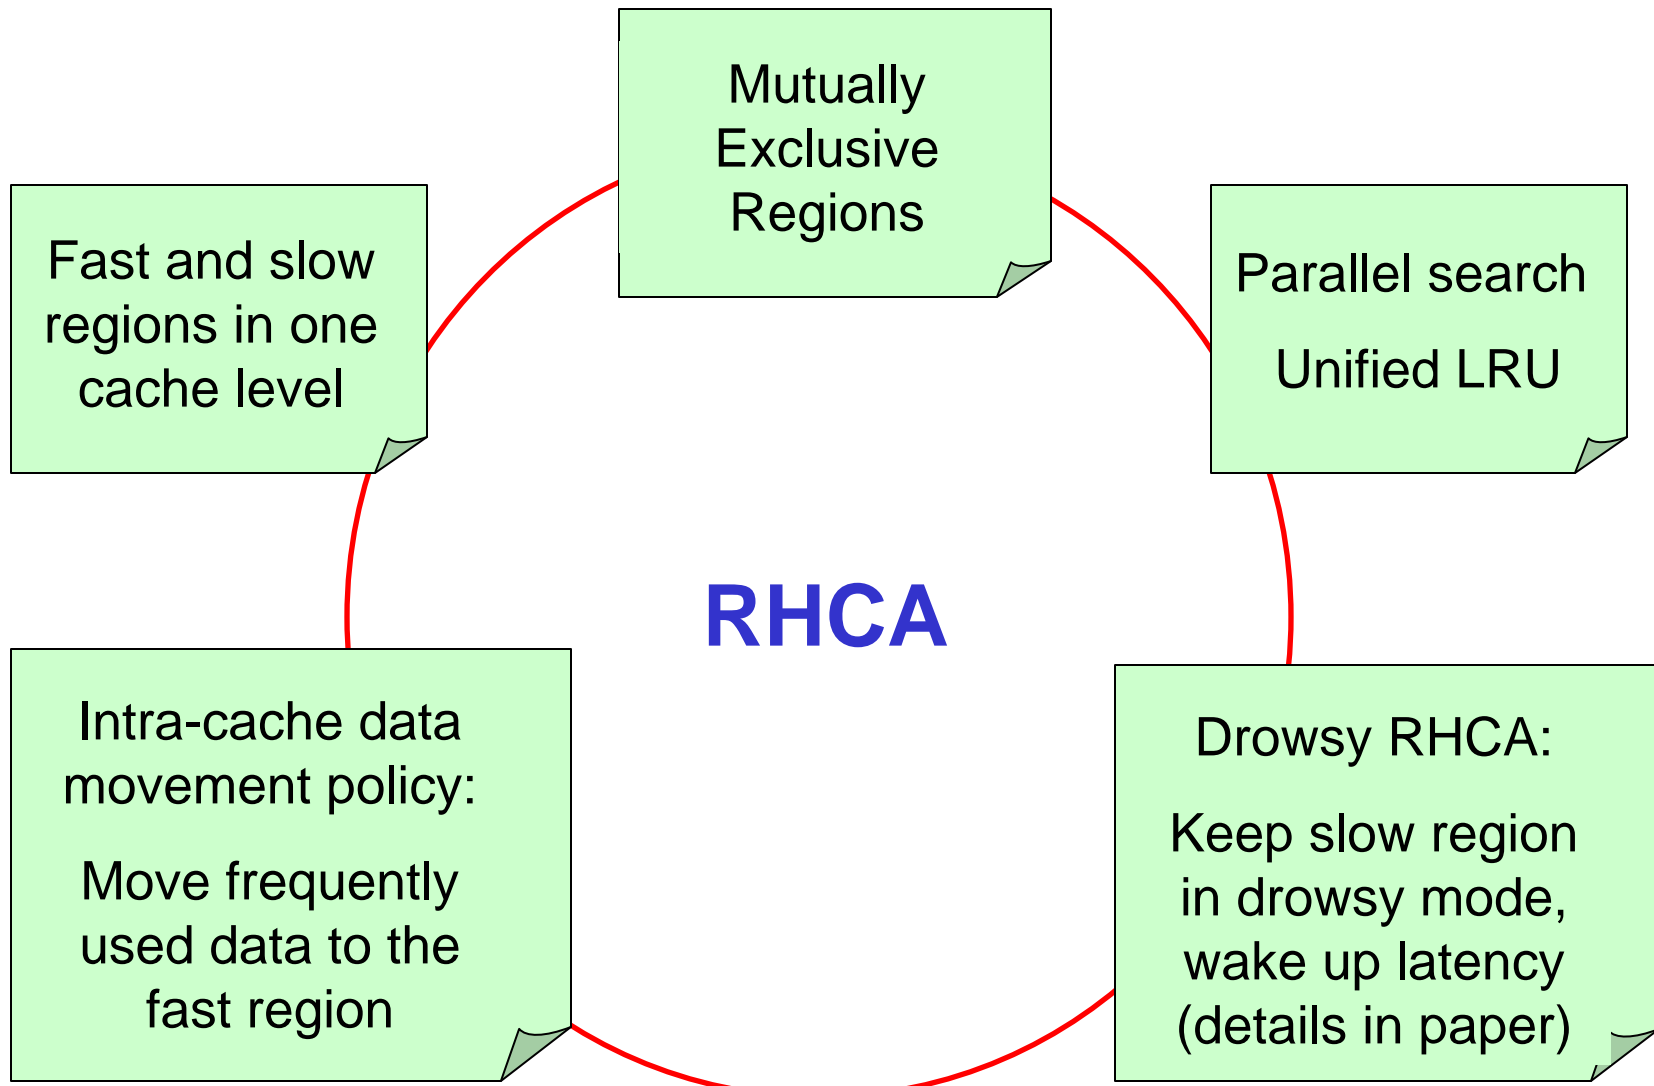 Mutually
Exclusive
Regions
Fast and slow
regions in one
cache level
Parallel search
Unified LRU
RHCA
Intra-cache data
movement policy:
Move frequently
used data to the
fast region
Drowsy RHCA:
Keep slow region
in drowsy mode,
wake up latency
(details in paper)